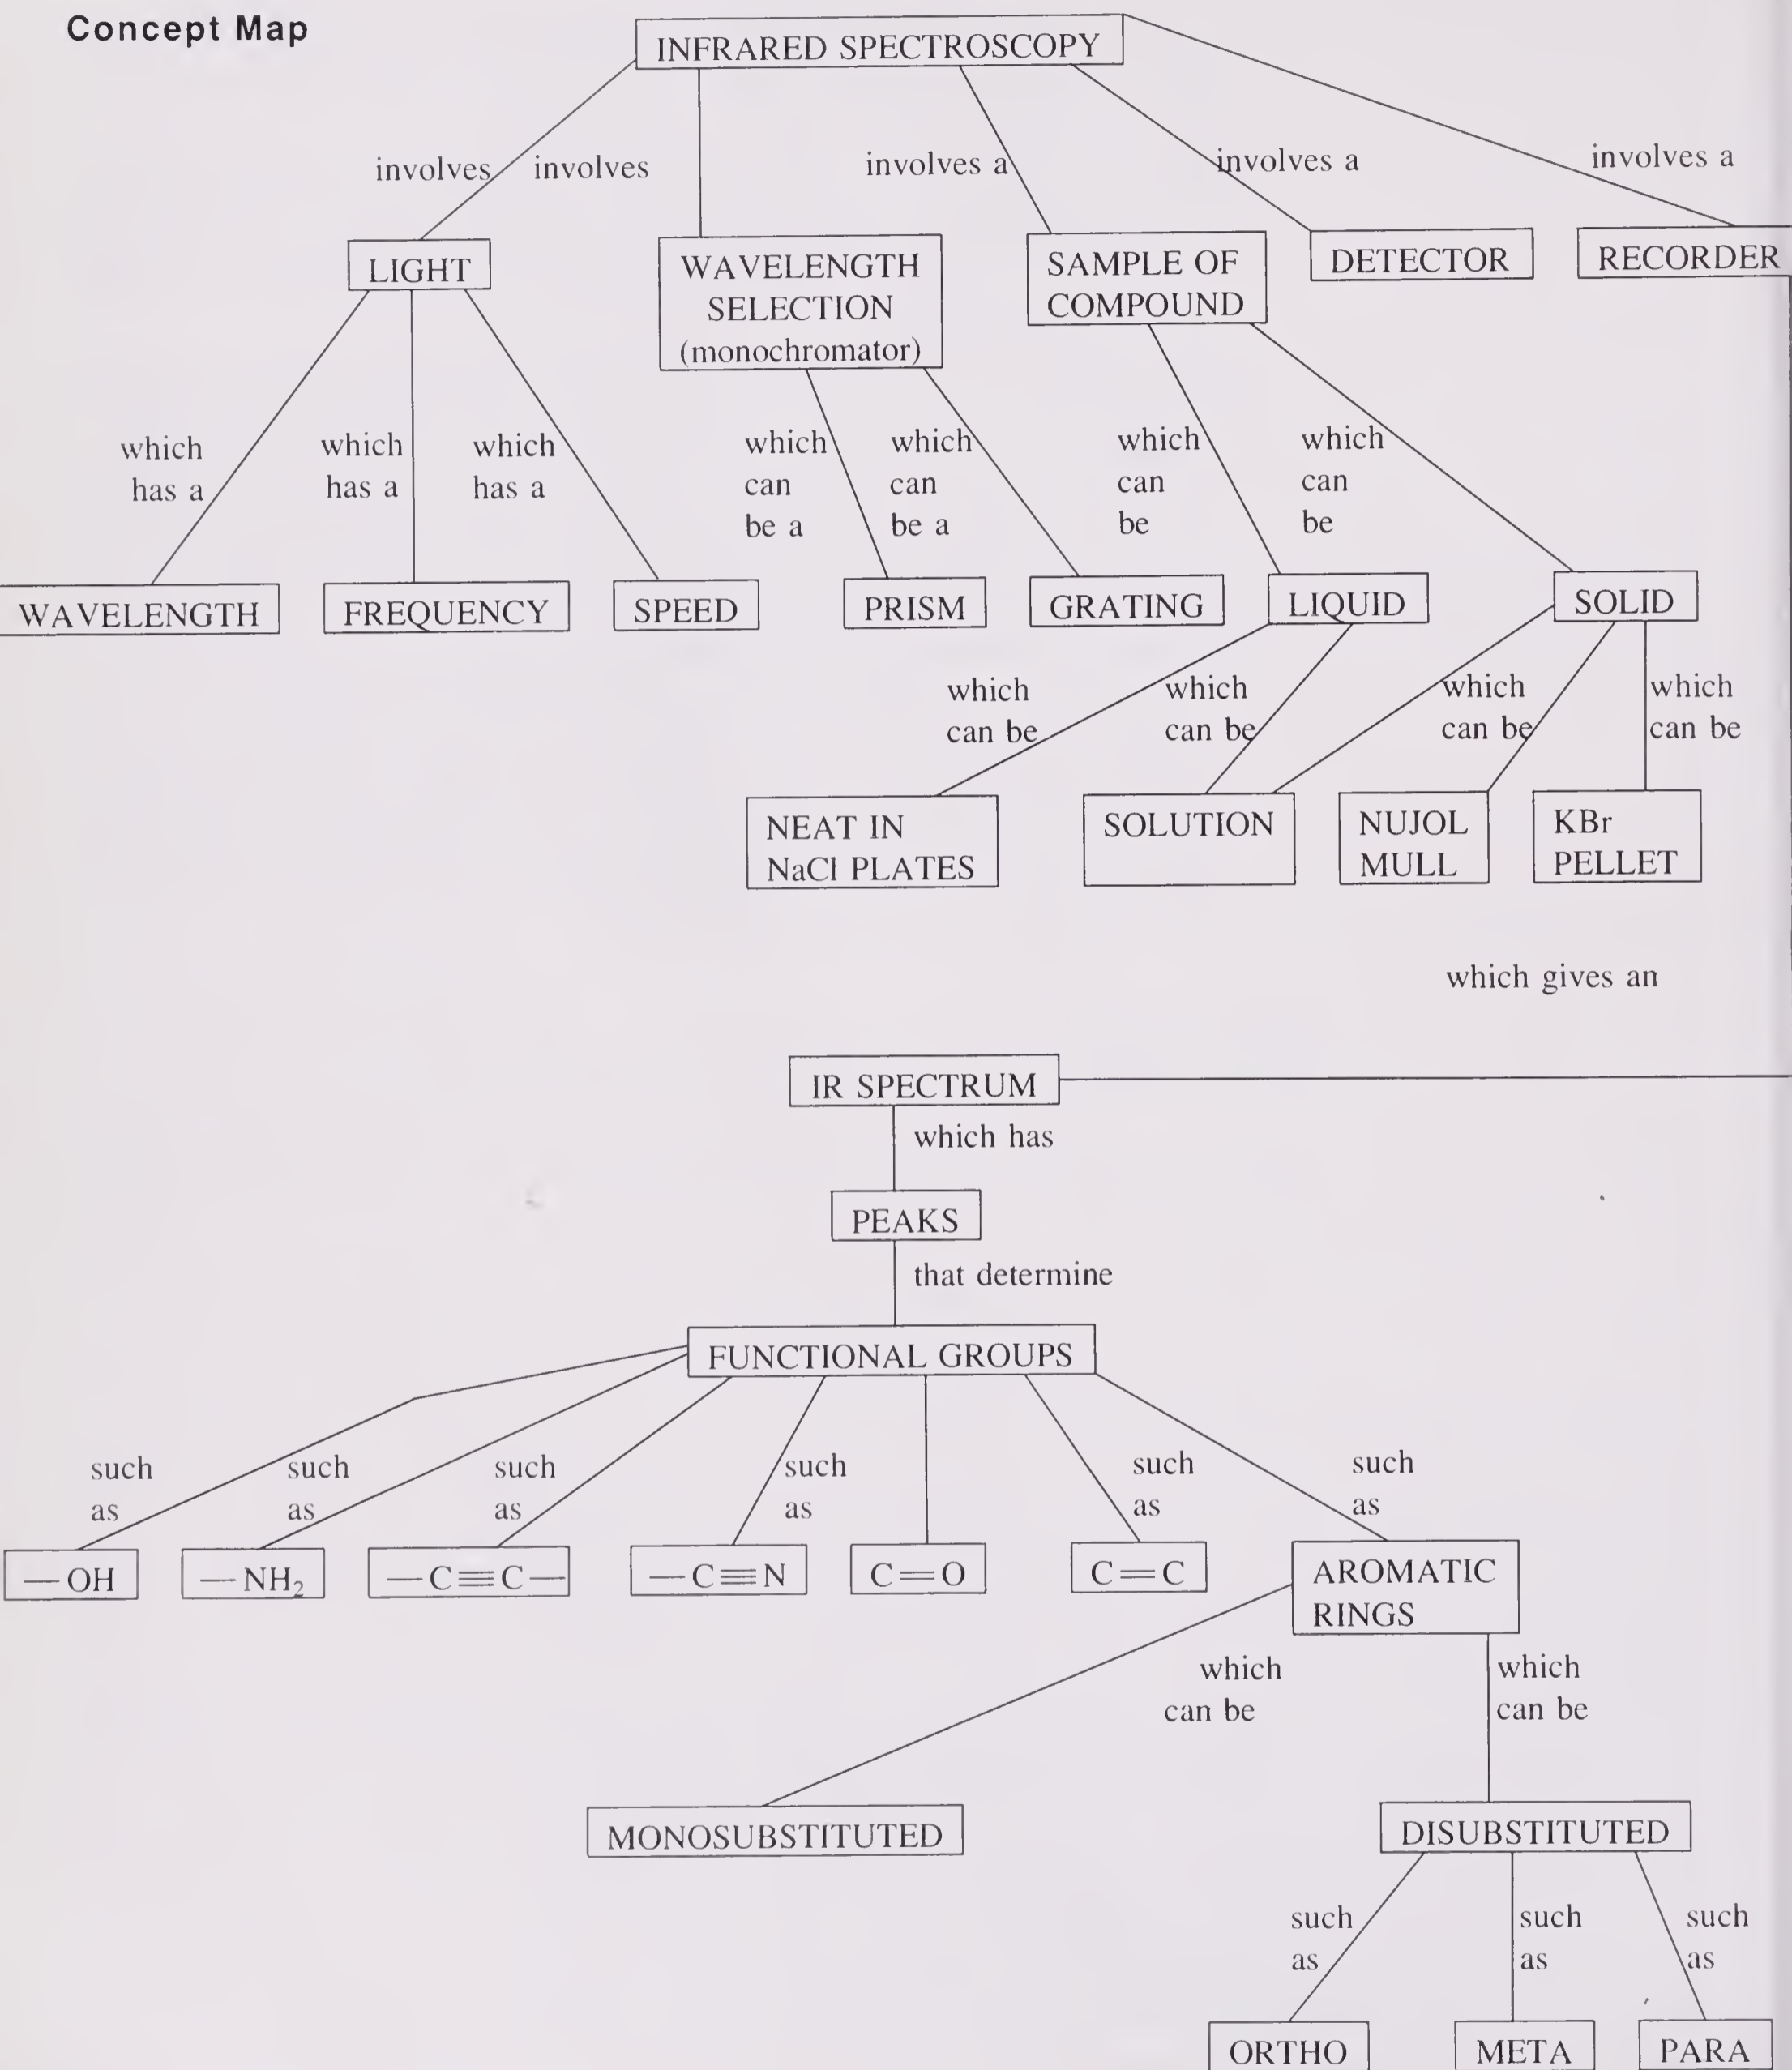 Concept Map
INFRARED SPECTROSCOPY
involves involves involves a involves a involves a
LIGHT
WAVELENGTH
SELECTION
(monochromator)
SAMPLE OF
COMPOUND
DETECTOR
RECORDER
which
has a
which
has a
which
has a
which
can
be a
which
can
be a
which
can
be
which
can
be
WAVELENGTH
FREQUENCY
SPEED
PRISM
GRATING
LIQUID
SOLID
which
can be
which
can be
which
can be
which
can be
NEAT IN
NaCl PLATES
SOLUTION
NUJOL
MULL
KBr
PELLET
which gives an
IR SPECTRUM
which has
PEAKS
that determine
FUNCTIONAL GROUPS
such
as
such
as
such
as
such
as
such
as
such
as
—OH
—NH₂
—C≡C—
—C≡N
C=O
C=C
AROMATIC
RINGS
which
can be
which
can be
MONOSUBSTITUTED
DISUBSTITUTED
such
as
such
as
such
as
ORTHO
META
PARA